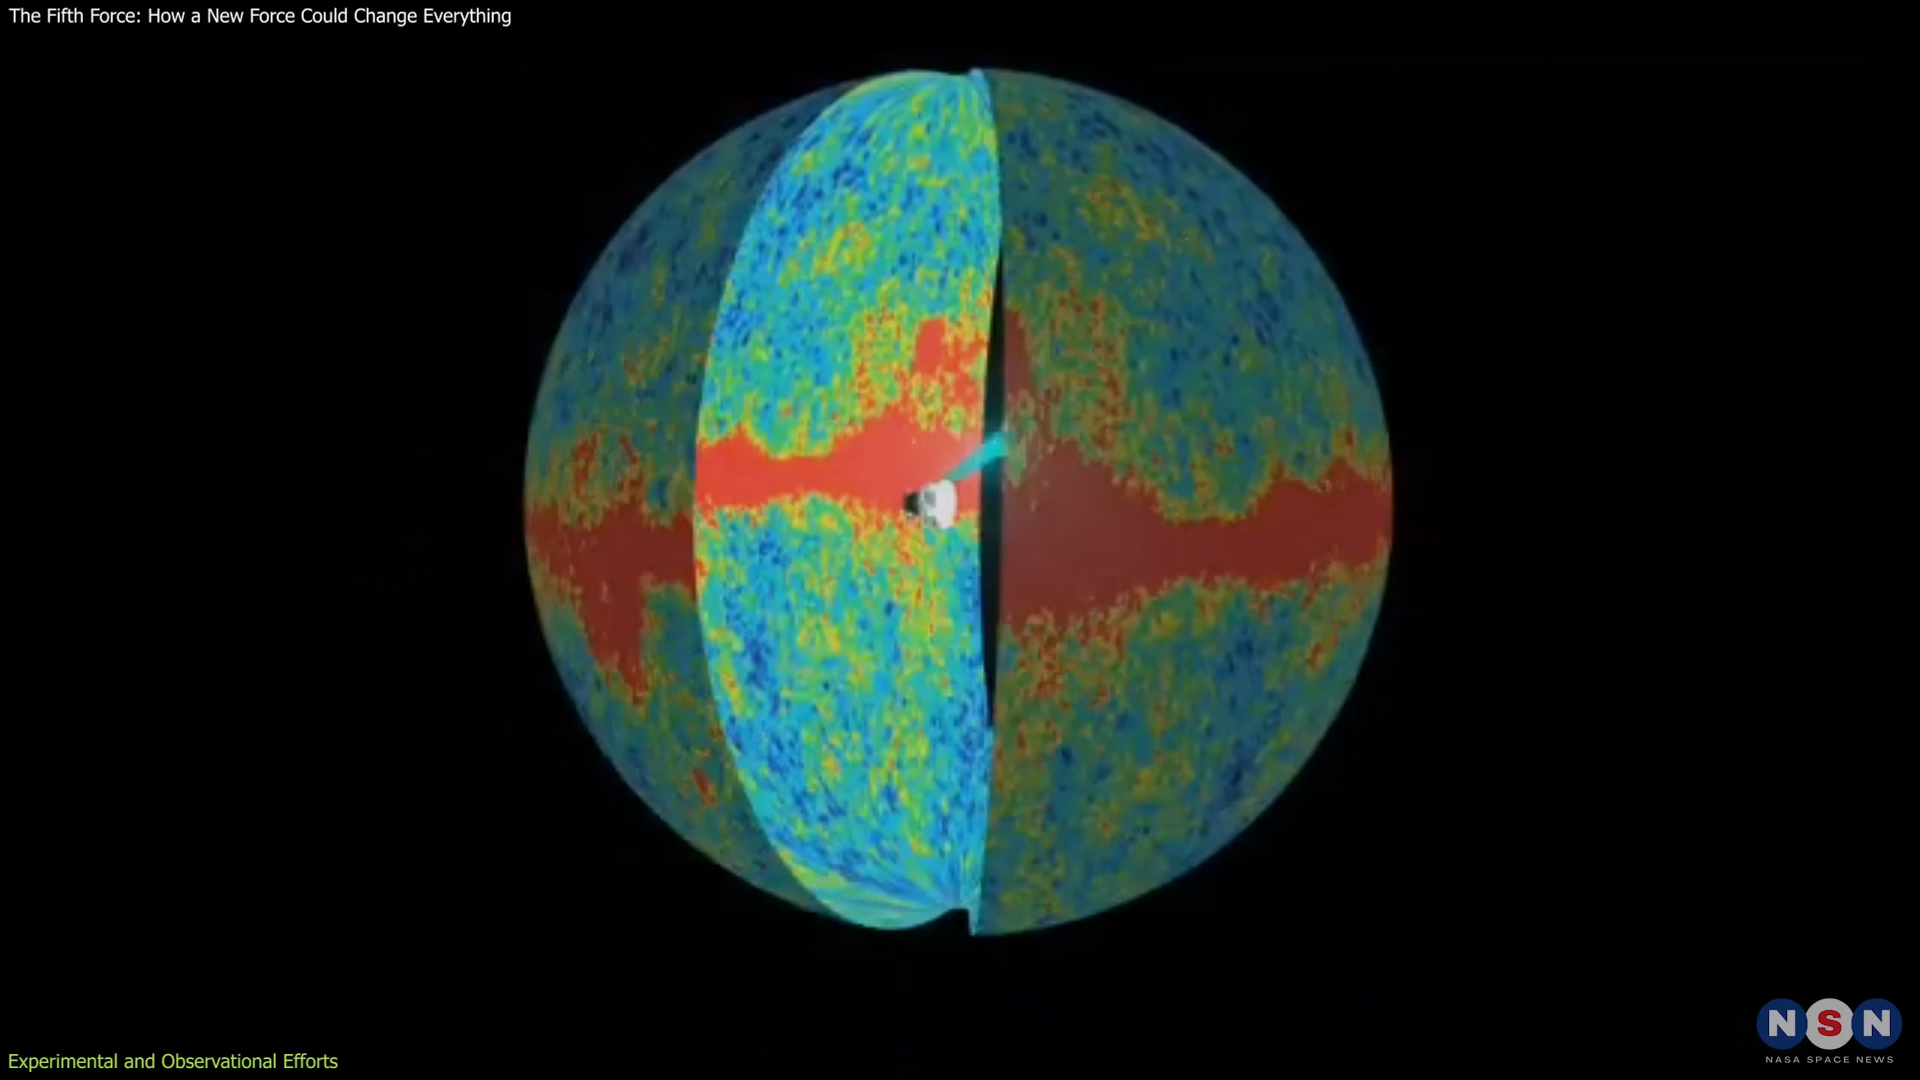 The Fifth Force: How a New Force Could Change Everything
NSN
NASA SPACE NEWS
Experimental and Observational Efforts